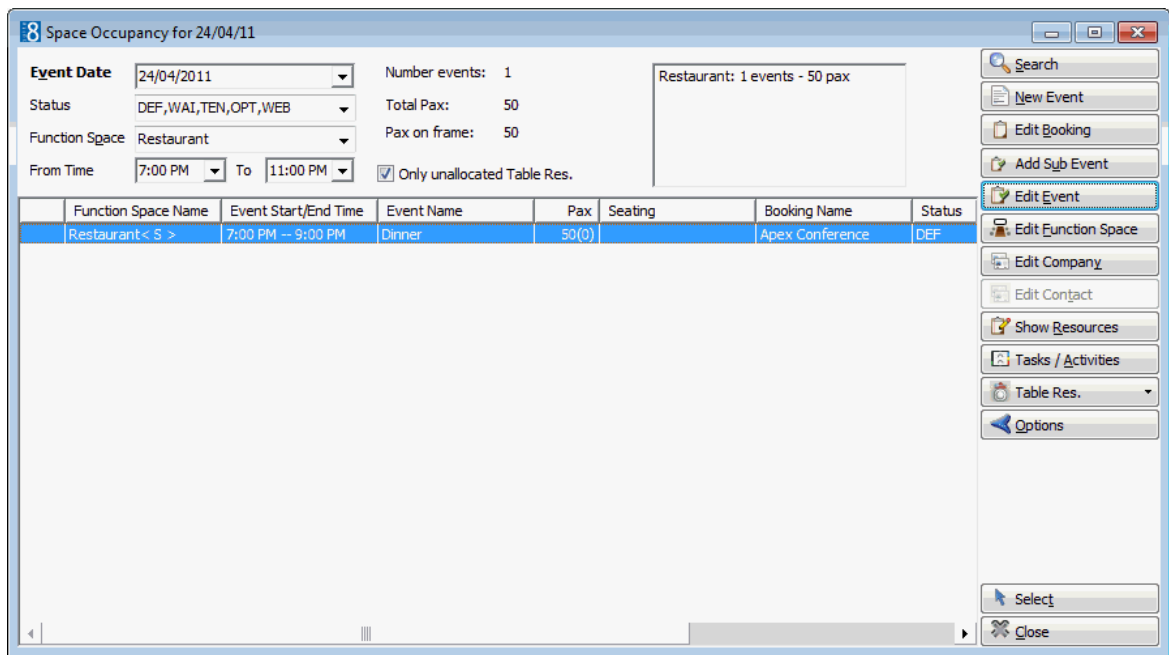 Space Occupancy for 24/04/11
Event Date 24/04/2011 Number events: 1 Restaurant: 1 events - 50 pax
Status DEF,WAI,TEN,OPT,WEB Total Pax: 50
Function Space Restaurant Pax on frame: 50
From Time 7:00 PM To 11:00 PM Only unallocated Table Res.
Function Space Name Event Start/End Time Event Name Pax Seating Booking Name Status
Restaurant< S > 7:00 PM -- 9:00 PM Dinner 50(0) Apex Conference DEF
Search
New Event
Edit Booking
Add Sub Event
Edit Event
Edit Function Space
Edit Company
Edit Contact
Show Resources
Tasks / Activities
Table Res.
Options
Select
Close